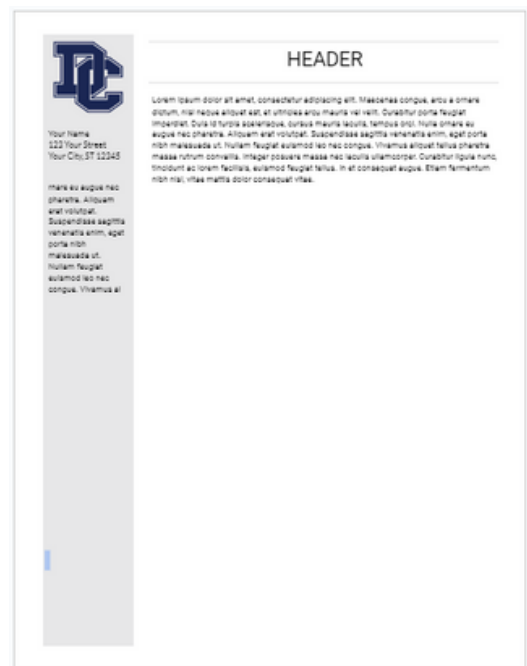 DC
HEADER
Your Name
123 Your Street
Your City, ST 12345
mare eu augue nec
pharetra. Aliquam
erat volutpat.
Suspendisse sagittis
venenatis enim, eget
porta nibh
malesuada ut.
Nullam feugiat
euismod leo nec
congue. Vivamus al
Lorem ipsum dolor sit amet, consectetur adipiscing elit. Maecenas congue, arcu a ornare
dictum, nisl neque aliquet est, et ultricies arcu mauris vel velit. Curabitur porta feugiat
imperdiet. Duis id turpis scelerisque, cursus mauris iaculis, tempus orci. Nulla ornare eu
augue nec pharetra. Aliquam erat volutpat. Suspendisse sagittis venenatis enim, eget porta
nibh malesuada ut. Nullam feugiat euismod leo nec congue. Vivamus aliquet tellus pharetra
massa rutrum convallis. Integer posuere massa nec iaculis ullamcorper. Curabitur ligula nunc,
tincidunt ac lorem facilisis, euismod feugiat tellus. In et consequat augue. Etiam fermentum
nibh nisl, vitae mattis dolor consequat vitae.